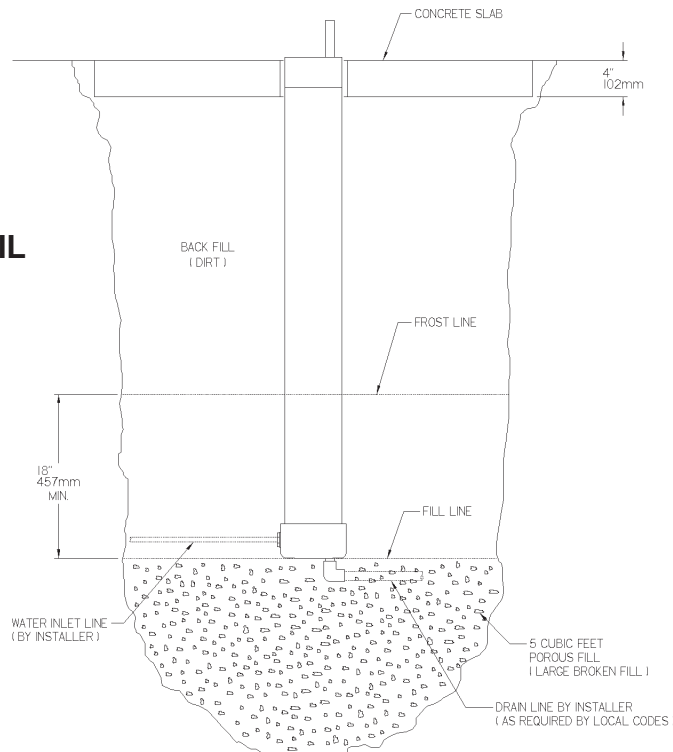 CONCRETE SLAB
4"
102mm
IL
BACK FILL
( DIRT )
FROST LINE
18"
457mm
MIN.
FILL LINE
WATER INLET LINE
( BY INSTALLER )
5 CUBIC FEET
POROUS FILL
( LARGE BROKEN FILL )
DRAIN LINE BY INSTALLER
( AS REQUIRED BY LOCAL CODES